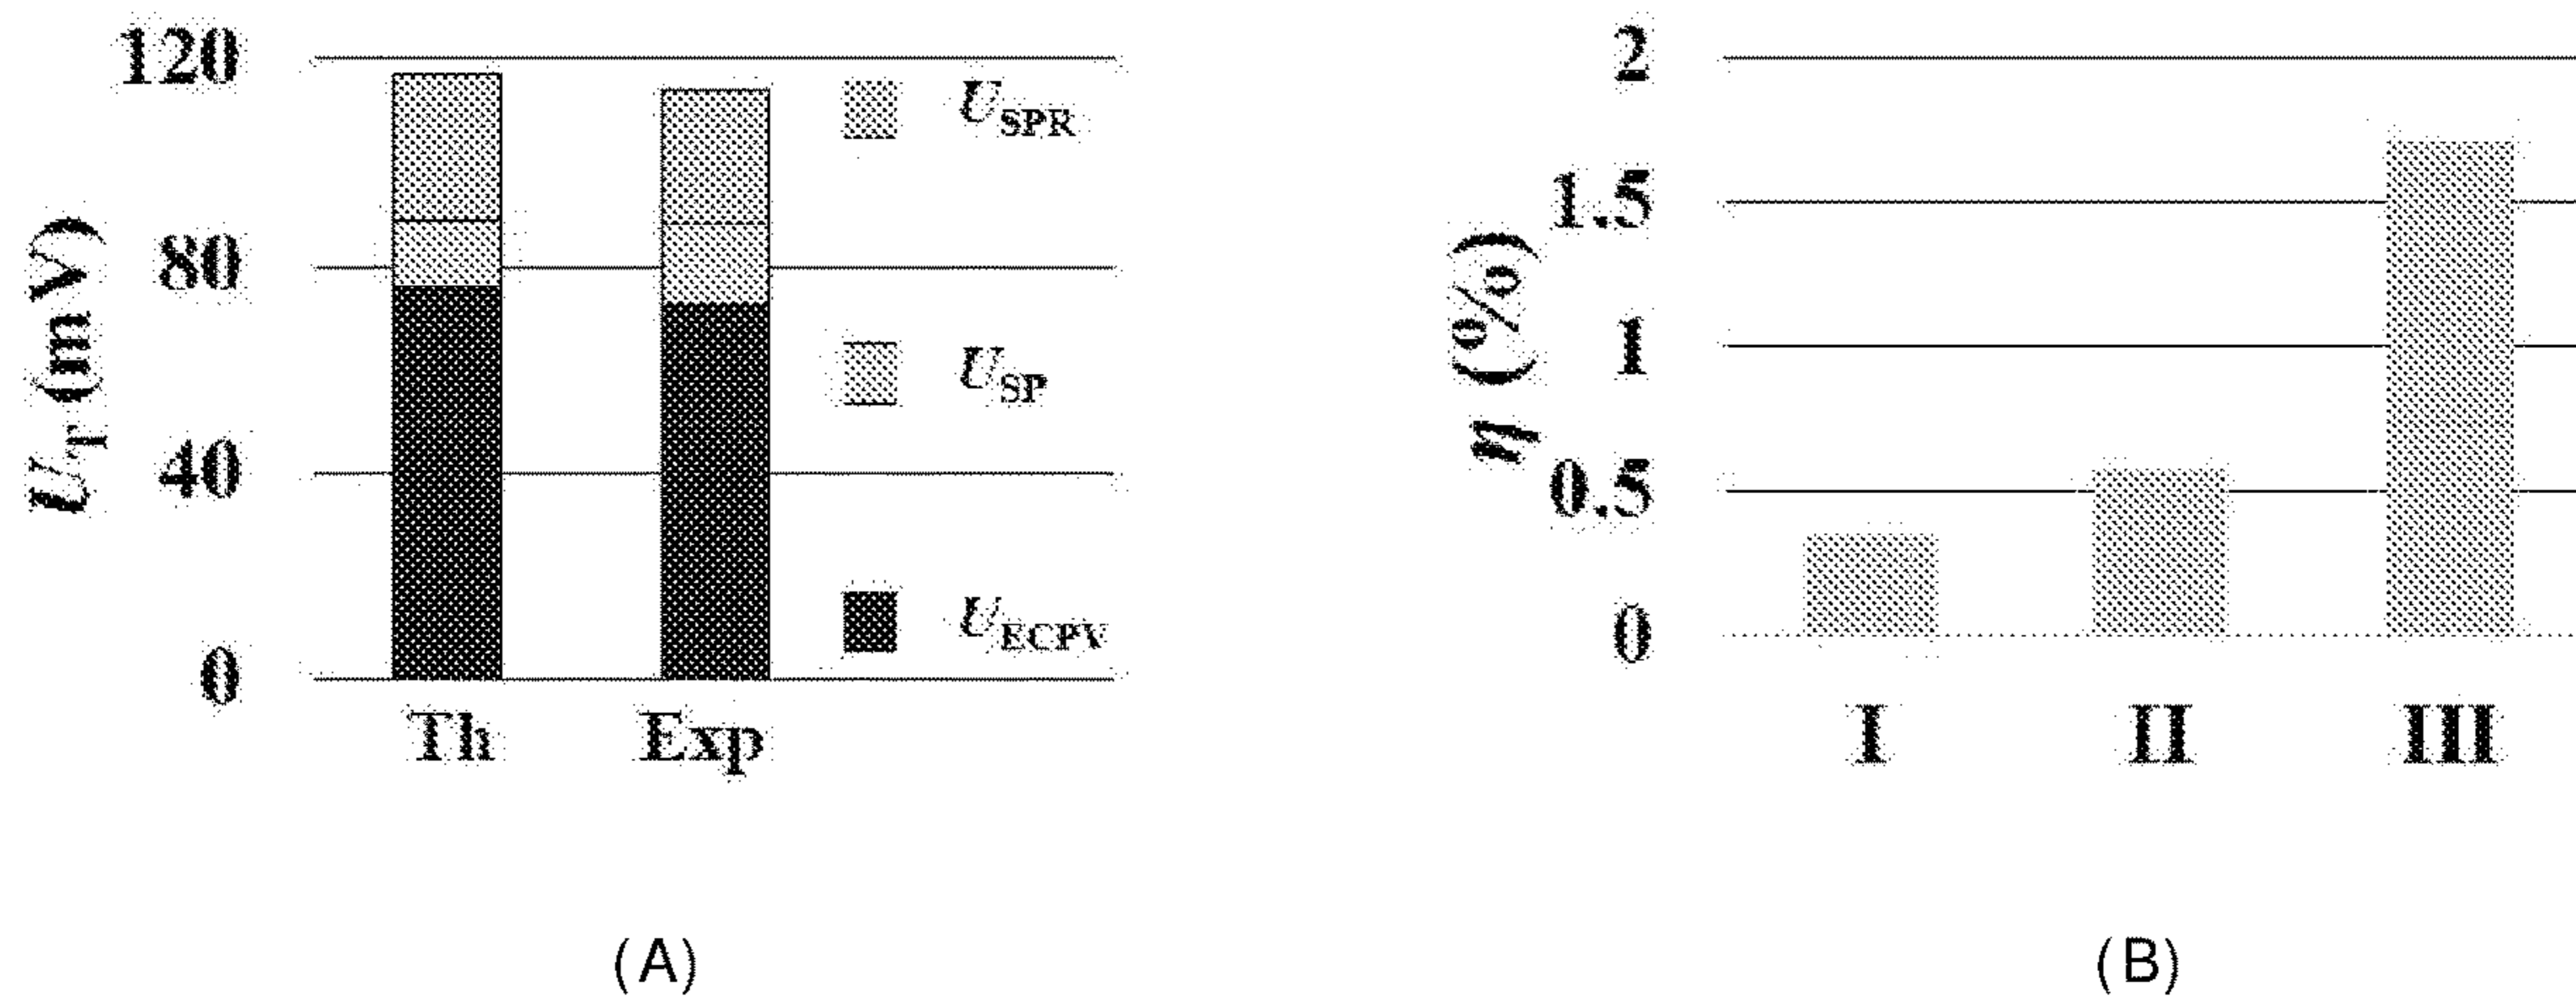 120
80
40
0
U_T (mV)
U_SPR
U_SP
U_ECPV
Th Exp
(A)
2
1.5
1
0.5
0
η (%)
I II III
(B)